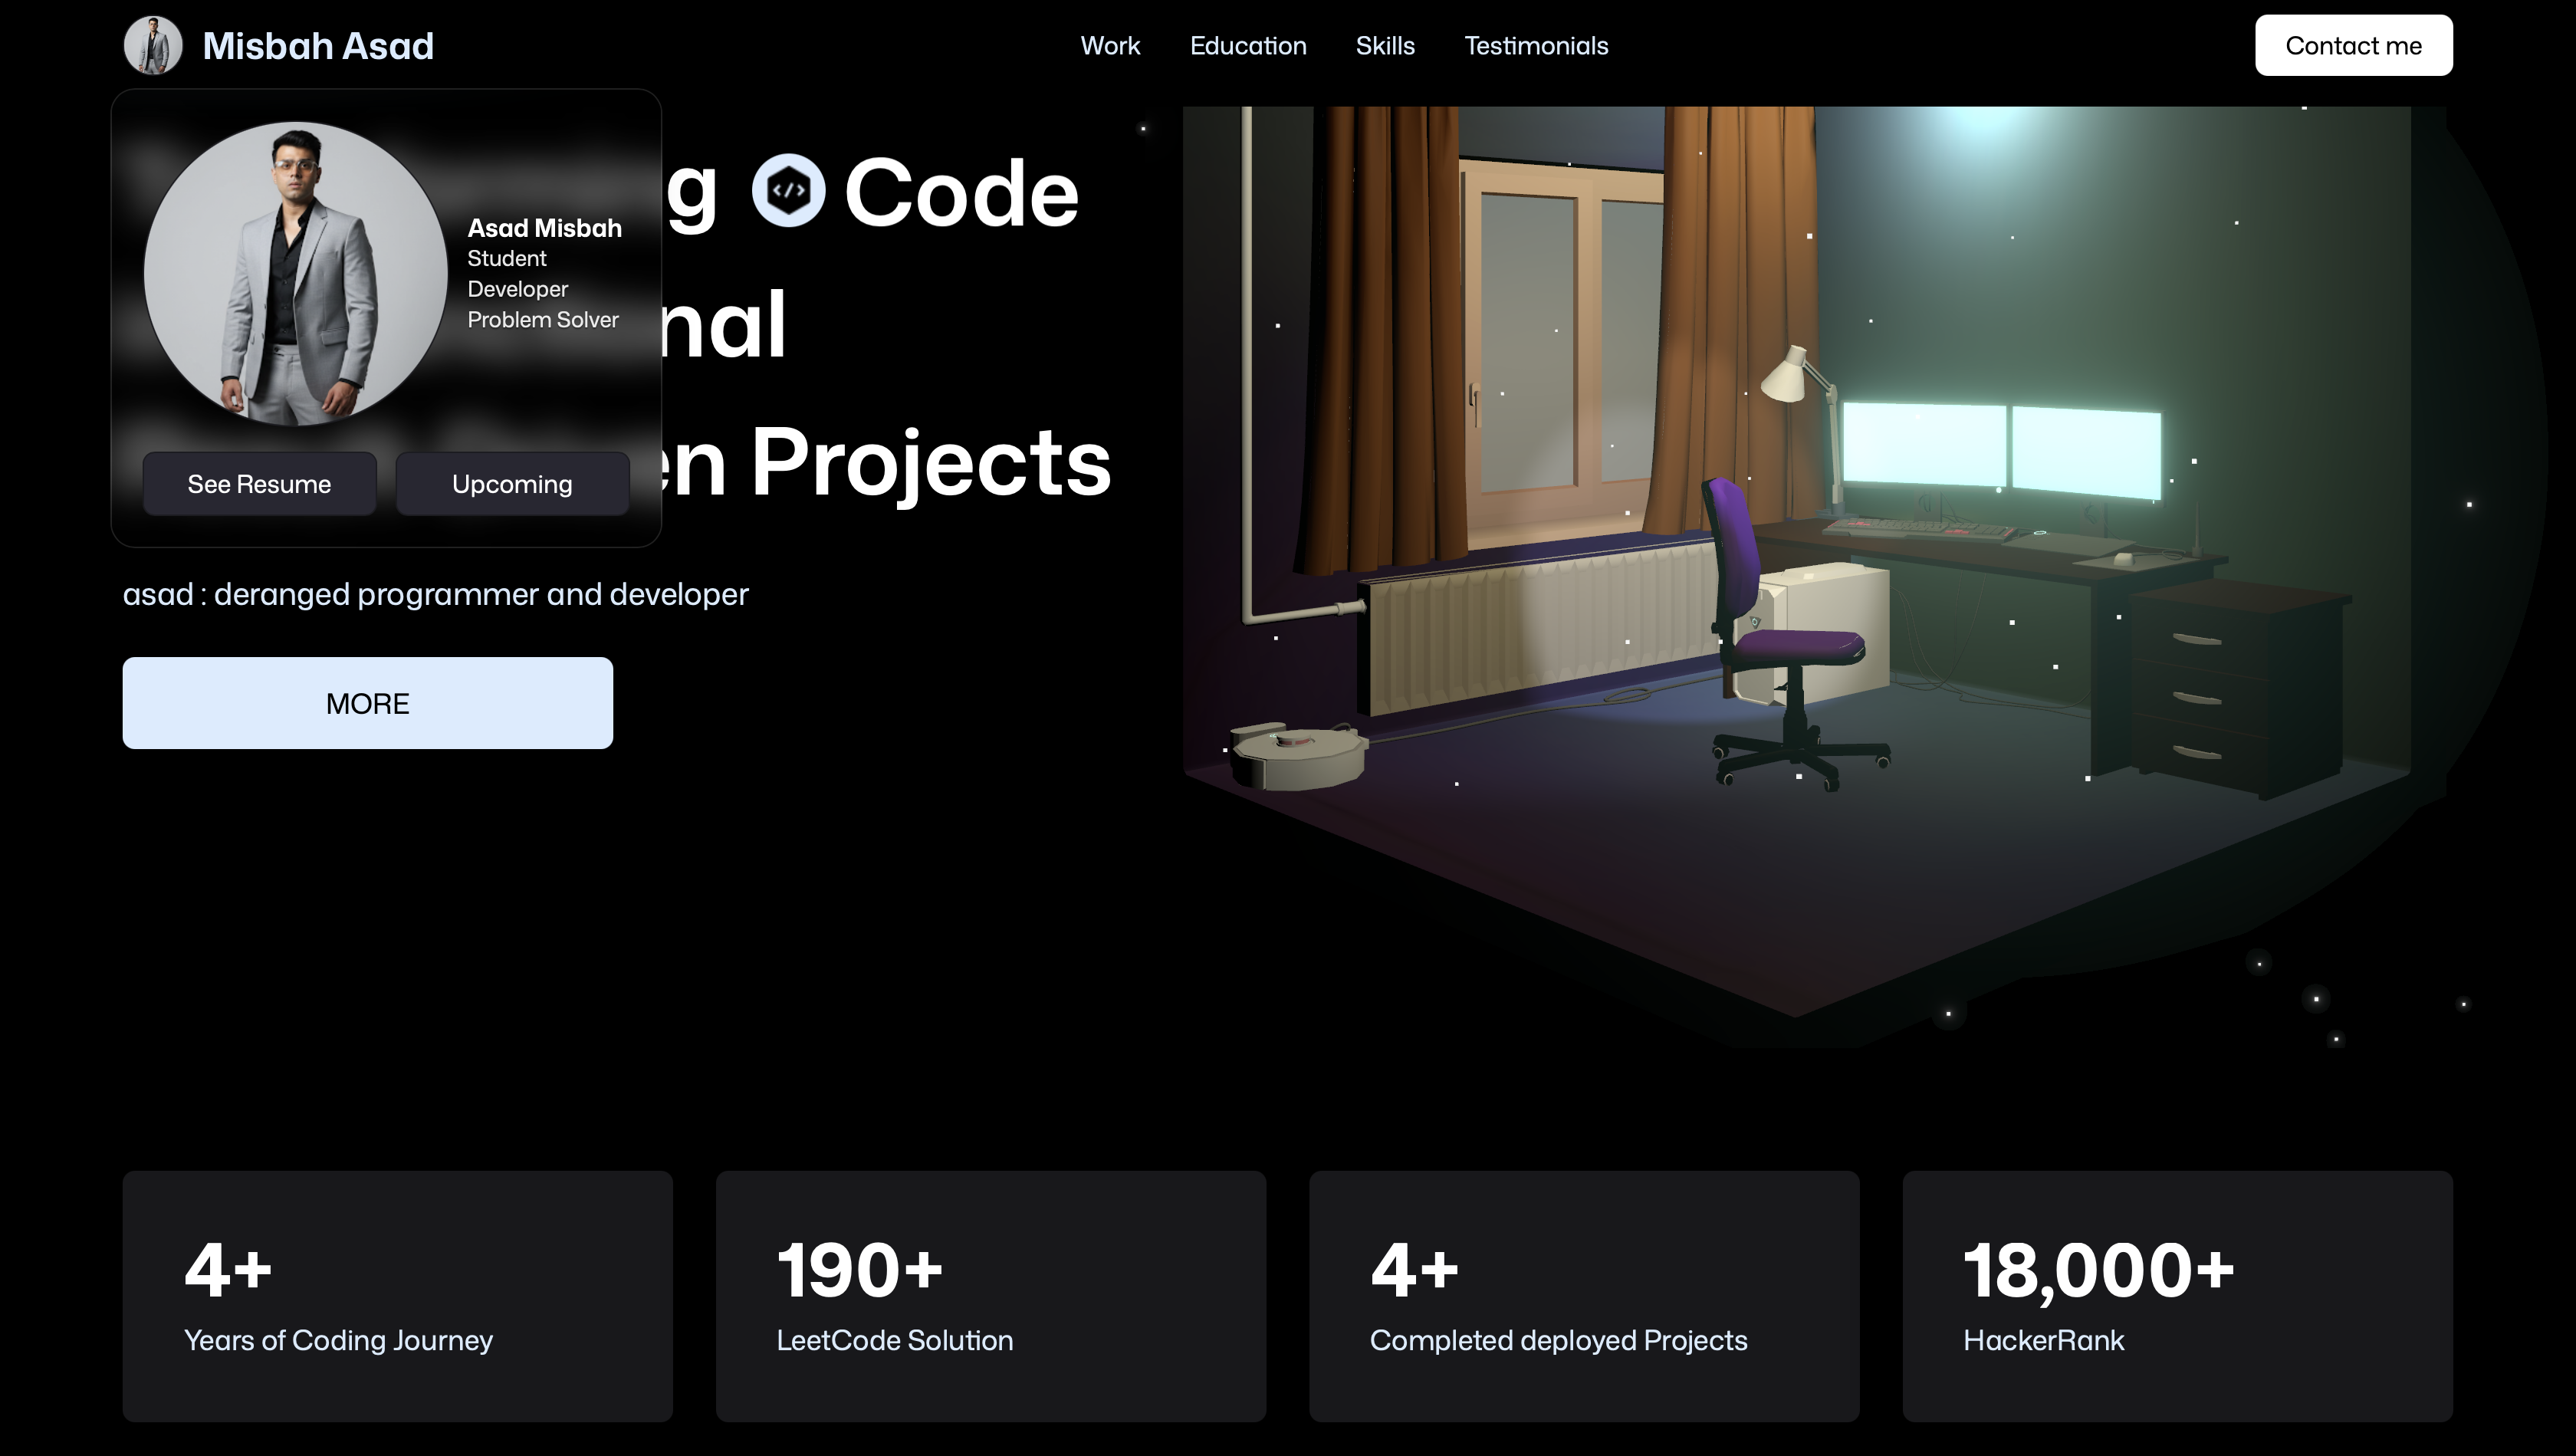 Misbah Asad
Work
Education
Skills
Testimonials
Contact me
Code
Asad Misbah
Student
Developer
Problem Solver
Projects
See Resume
Upcoming
asad : deranged programmer and developer
MORE
4+
Years of Coding Journey
190+
LeetCode Solution
4+
Completed deployed Projects
18,000+
HackerRank